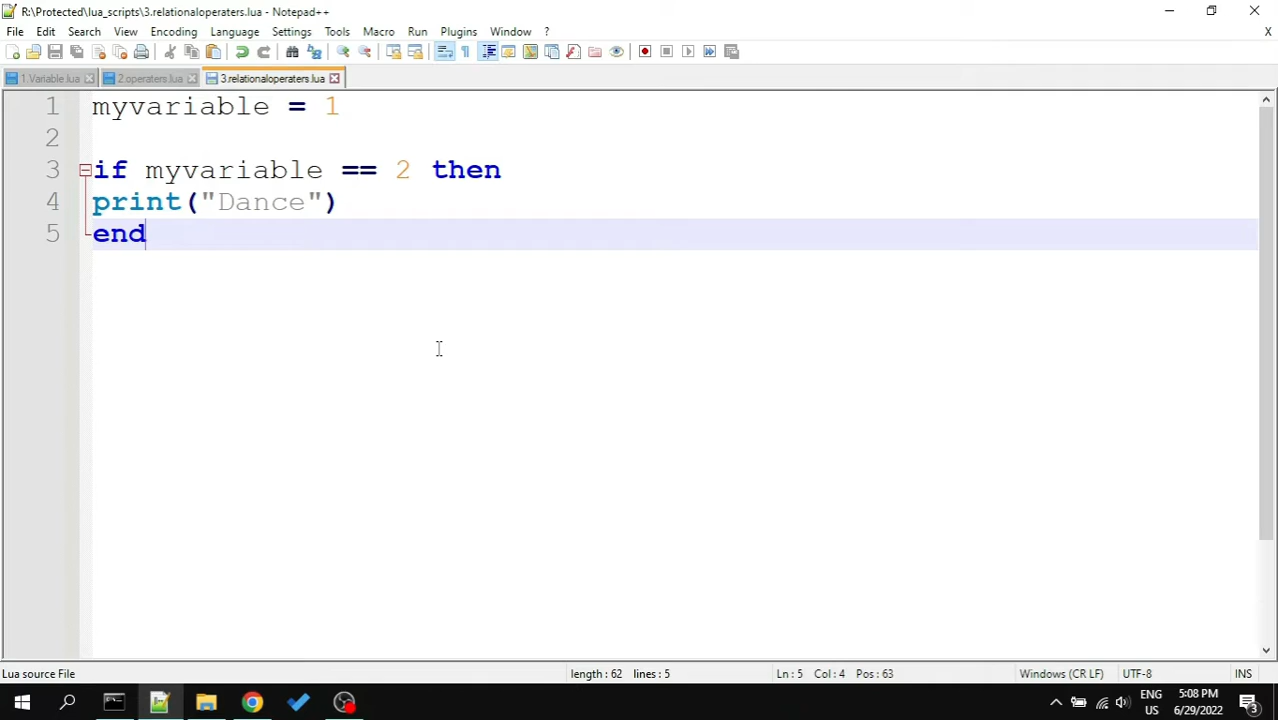 R:\Protected\lua_scripts\3.relationaloperaters.lua - Notepad++
File Edit Search View Encoding Language Settings Tools Macro Run Plugins Window ? X
1.Variable.lua 2.operaters.lua 3.relationaloperaters.lua
1 myvariable = 1
2
3 if myvariable == 2 then
4 print("Dance")
5 end
Lua source File length : 62 lines : 5 Ln : 5 Col : 4 Pos : 63 Windows (CR LF) UTF-8 INS
ENG 5:08 PM
US 6/29/2022 3